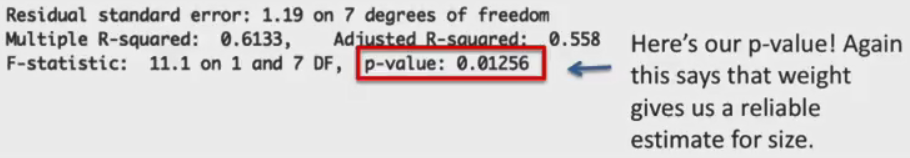 Residual standard error: 1.19 on 7 degrees of freedom
Multiple R-squared:  0.6133,    Adjusted R-squared:  0.558
F-statistic:  11.1 on 1 and 7 DF,  p-value: 0.01256
Here's our p-value! Again
this says that weight
gives us a reliable
estimate for size.